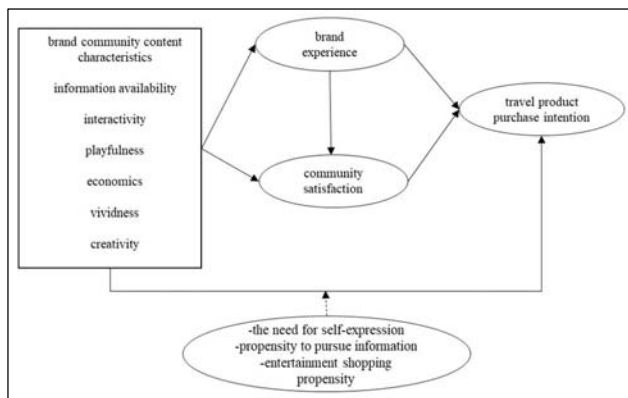 brand community content
characteristics
information availability
interactivity
playfulness
economics
vividness
creativity
brand
experience
community
satisfaction
travel product
purchase intention
-the need for self-expression
-propensity to pursue information
-entertainment shopping
propensity